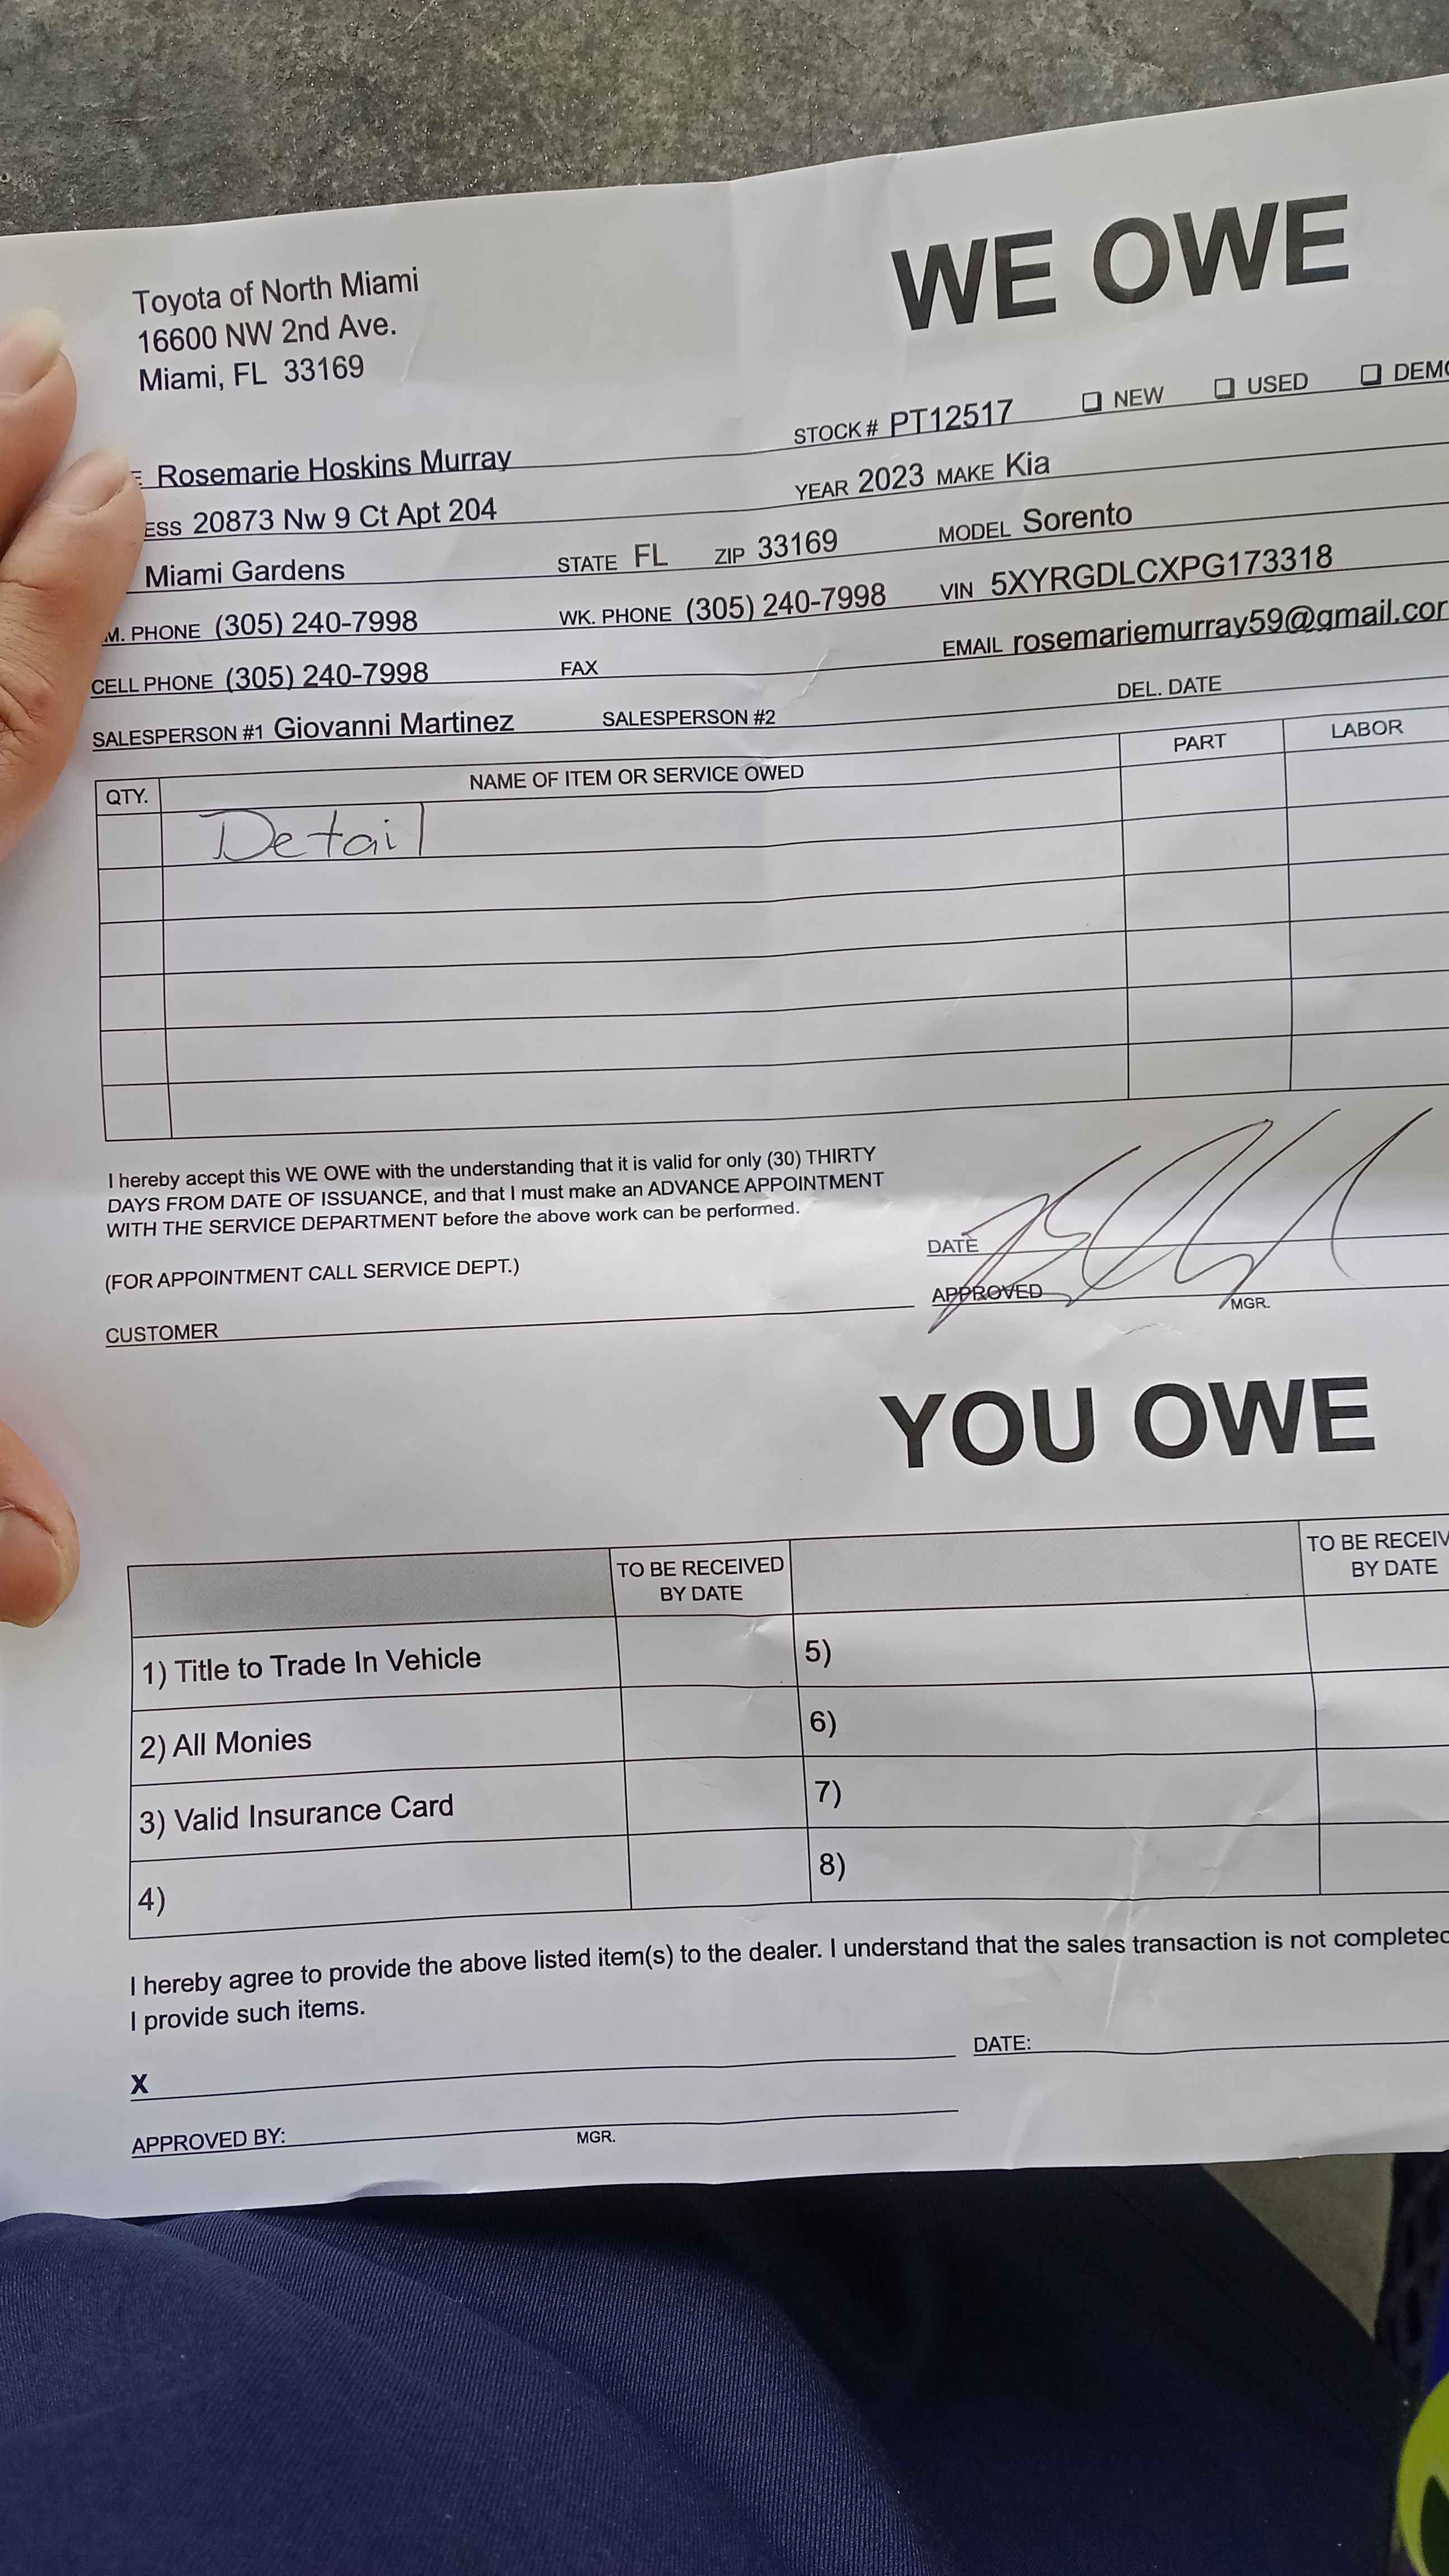 Toyota of North Miami
16600 NW 2nd Ave.
Miami, FL 33169
WE OWE
STOCK # PT12517 ❑ NEW ❑ USED ❑ DEMO
Rosemarie Hoskins Murray
YEAR 2023 MAKE Kia
ESS 20873 Nw 9 Ct Apt 204
Miami Gardens STATE FL ZIP 33169 MODEL Sorento
M. PHONE (305) 240-7998 WK. PHONE (305) 240-7998 VIN 5XYRGDLCXPG173318
CELL PHONE (305) 240-7998 FAX EMAIL rosemariemurray59@gmail.com
SALESPERSON #1 Giovanni Martinez SALESPERSON #2 DEL. DATE
QTY. NAME OF ITEM OR SERVICE OWED PART LABOR
Detail
I hereby accept this WE OWE with the understanding that it is valid for only (30) THIRTY
DAYS FROM DATE OF ISSUANCE, and that I must make an ADVANCE APPOINTMENT
WITH THE SERVICE DEPARTMENT before the above work can be performed.
DATE
(FOR APPOINTMENT CALL SERVICE DEPT.)
APPROVED MGR.
CUSTOMER
YOU OWE
TO BE RECEIVED
BY DATE
TO BE RECEIV
BY DATE
1) Title to Trade In Vehicle 5)
2) All Monies 6)
3) Valid Insurance Card 7)
4) 8)
I hereby agree to provide the above listed item(s) to the dealer. I understand that the sales transaction is not completed
I provide such items.
X DATE:
APPROVED BY: MGR.